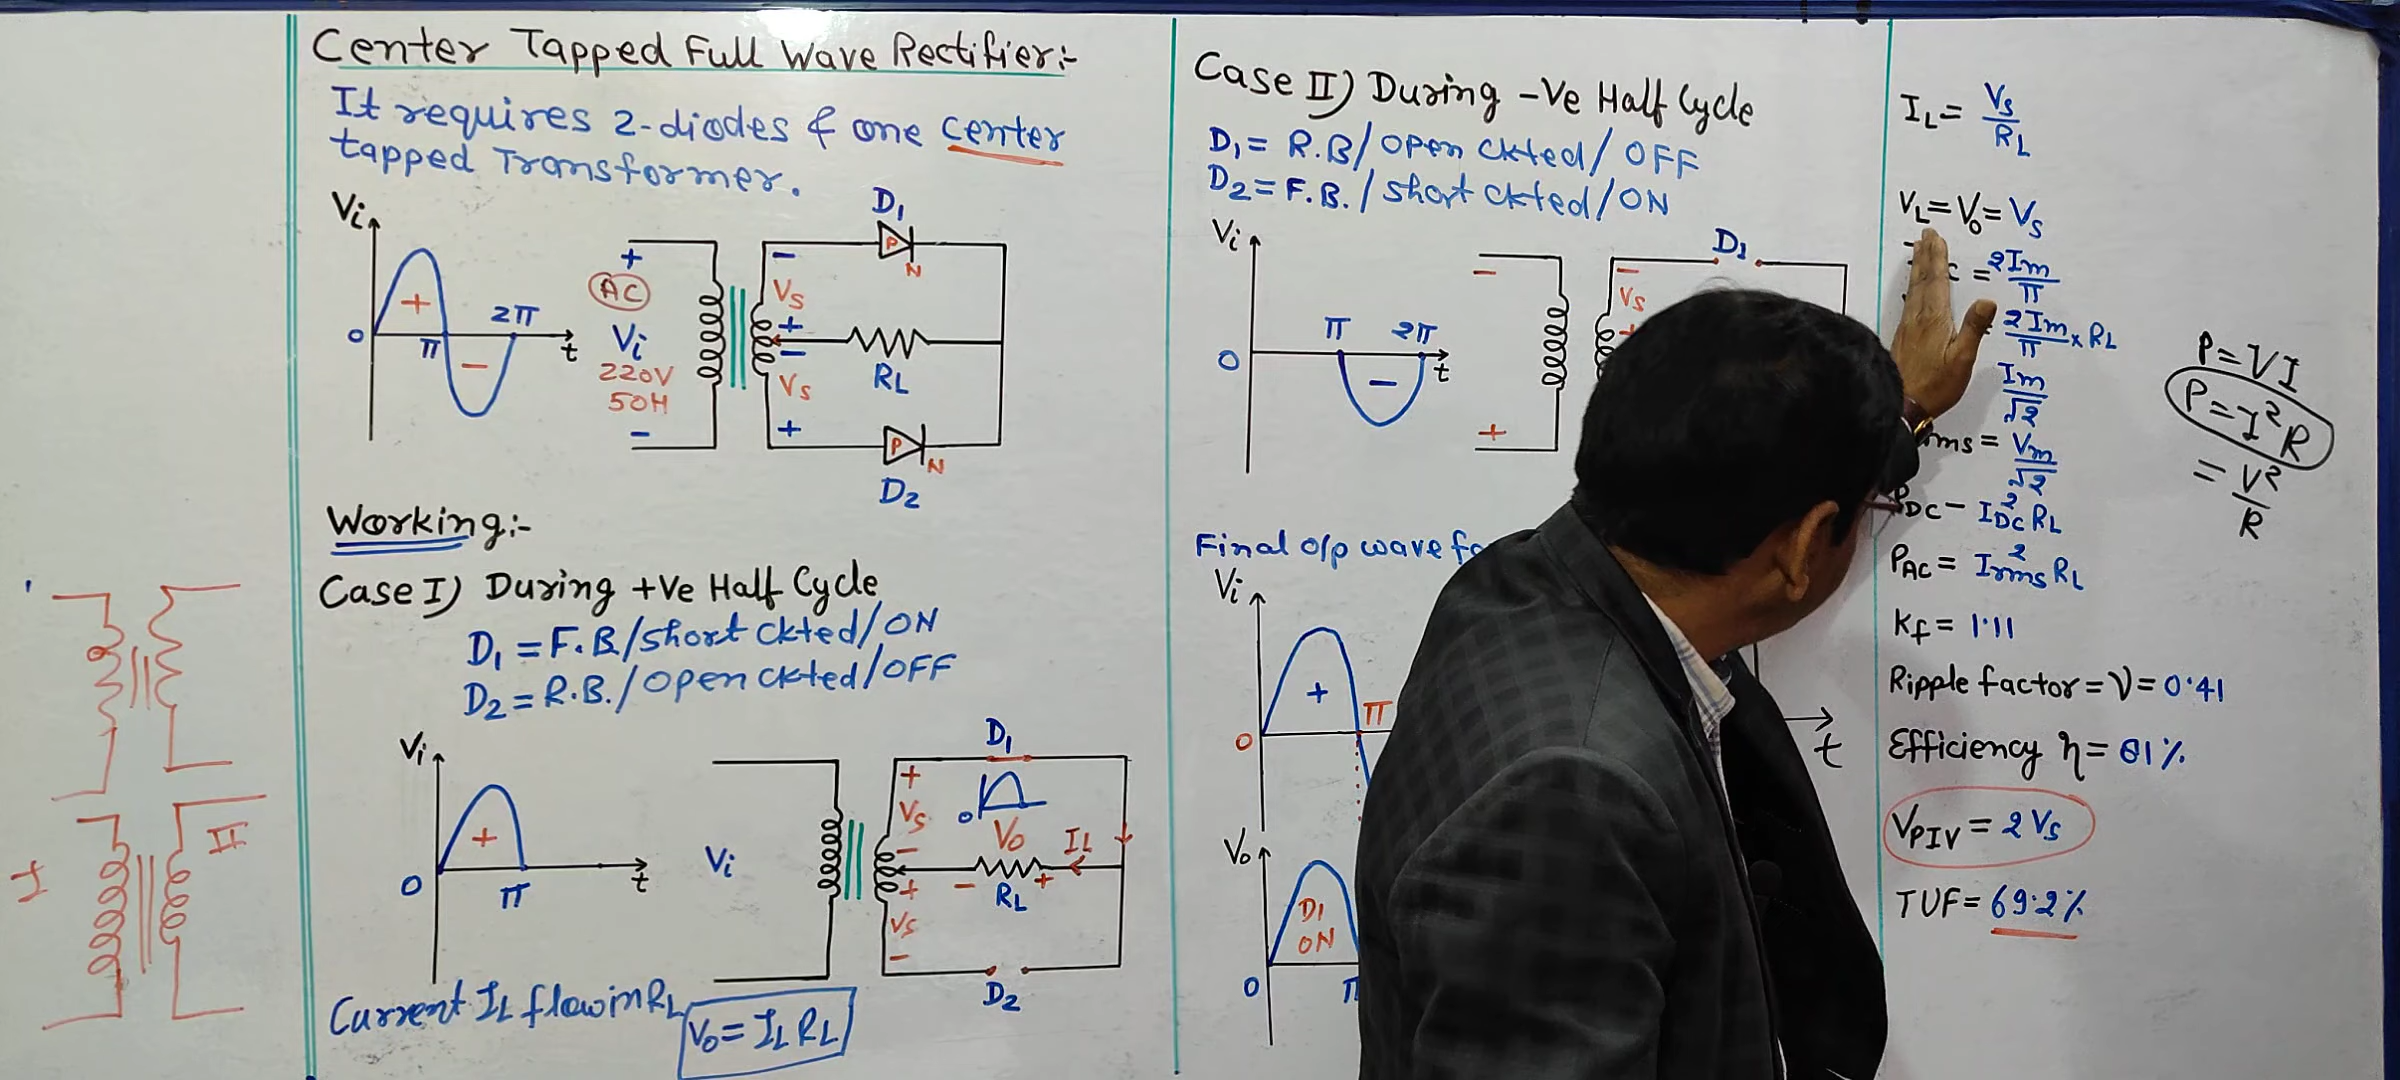 Center Tapped Full Wave Rectifier:-
It requires 2-diodes & one center
tapped Transformer.
Vi
+
-
0
π
2π
t
+
AC
Vi
220V
50H
-
-
Vs
+
-
Vs
+
D1
P
N
RL
P
N
D2
Working:-
Case I) During +Ve Half Cycle
D1 = F.B/short ckted/ON
D2 = R.B./open ckted/OFF
Vi
+
0
π
t
Vi
+
Vs
-
+
Vs
-
D1
0
Vo
IL
-
+
RL
D2
Current IL flow in RL
Vo = IL RL
I
II
Case II) During -Ve Half Cycle
D1 = R.B/open ckted/OFF
D2 = F.B./short ckted/ON
Vi
0
π
2π
-
t
-
+
-
Vs
+
D1
Final o/p wave
Vi
+
0
π
t
Vo
D1
ON
0
π
IL = Vs/RL
VL = Vo = Vs
= 2Im/π
2Im/π × RL
Im/√2
ms = Vm/√2
PDC - I²DC RL
PAC = I²rms RL
Kf = 1.11
Ripple factor = γ = 0.41
Efficiency η = 81%
VPIV = 2Vs
TUF = 69.2%
P = VI
P = I²R
= V²/R